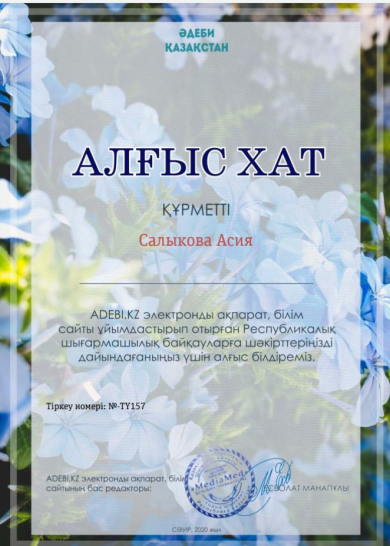 ӘДЕБИ
ҚАЗАҚСТАН
АЛҒЫС ХАТ
ҚҰРМЕТТІ
Салыкова Асия
ADEBI.KZ электронды ақпарат, білім
сайты ұйымдастырып отырған Республикалық
шығармашылық байқауларға шәкірттеріңізді
дайындағаныңыз үшін алғыс білдіреміз.
Тіркеу номері: №-ТҮ157
ADEBI.KZ электронды ақпарат, білім
сайтының бас редакторы:
MediaMed
МАНАПҰЛЫ
СӘУІР, 2020 жыл